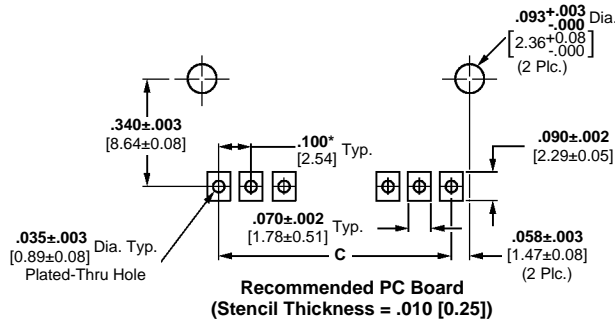 .093+.003 Dia.
-.000
[2.36+0.08]
-.000
(2 Plc.)
.340±.003
[8.64±0.08]
.100* Typ.
[2.54]
.090±.002
[2.29±0.05]
.070±.002 Typ.
[1.78±0.51]
.035±.003 Dia. Typ.
[0.89±0.08]
Plated-Thru Hole
C
.058±.003
[1.47±0.08]
(2 Plc.)
Recommended PC Board
(Stencil Thickness = .010 [0.25])